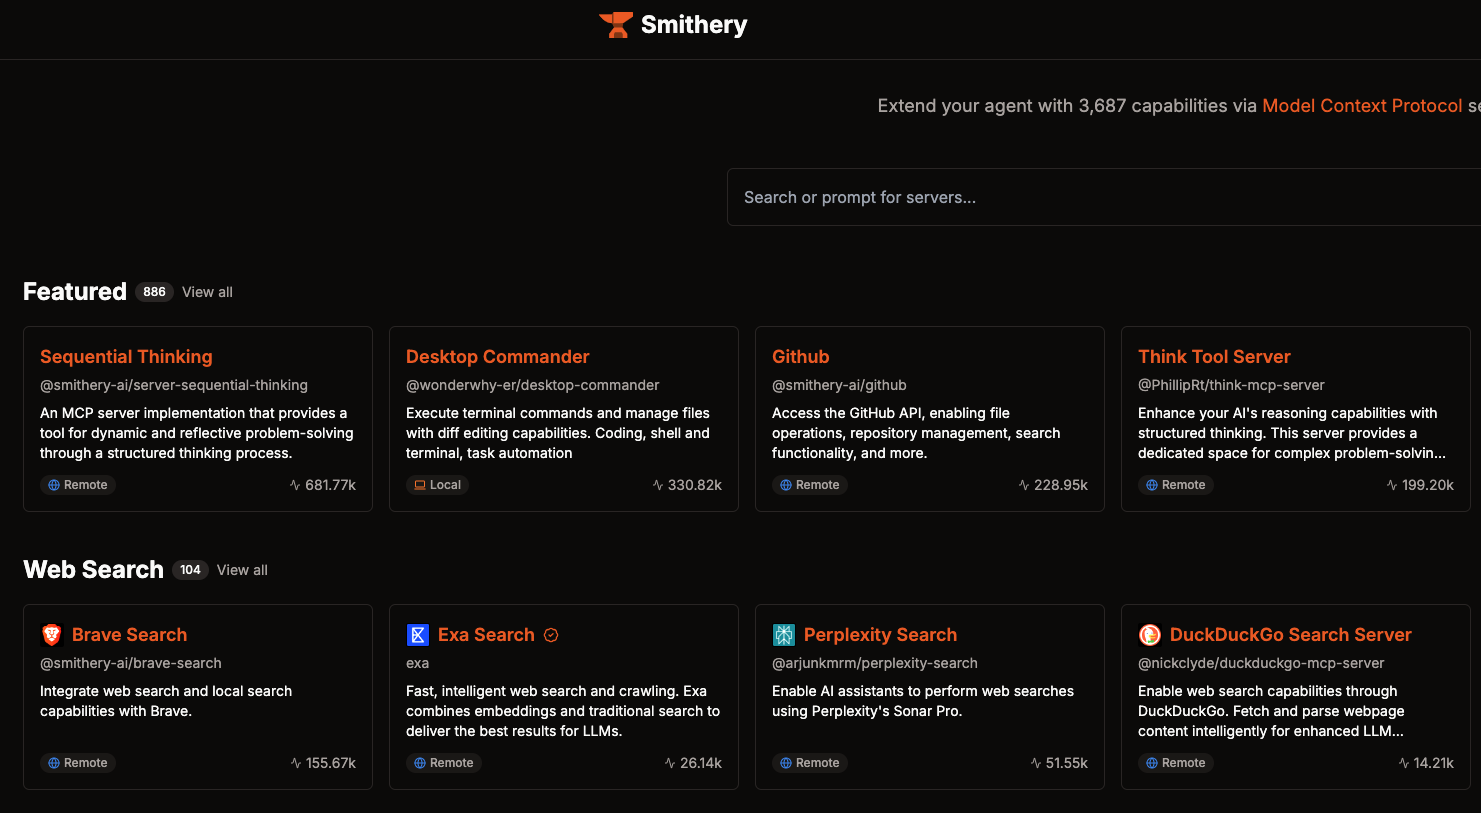 Smithery
Extend your agent with 3,687 capabilities via Model Context Protocol
Search or prompt for servers...
Featured 886 View all
Sequential Thinking
@smithery-ai/server-sequential-thinking
An MCP server implementation that provides a
tool for dynamic and reflective problem-solving
through a structured thinking process.
Remote 681.77k
Desktop Commander
@wonderwhy-er/desktop-commander
Execute terminal commands and manage files
with diff editing capabilities. Coding, shell and
terminal, task automation
Local 330.82k
Github
@smithery-ai/github
Access the GitHub API, enabling file
operations, repository management, search
functionality, and more.
Remote 228.95k
Think Tool Server
@PhillipRt/think-mcp-server
Enhance your AI's reasoning capabilities with
structured thinking. This server provides a
dedicated space for complex problem-solvin...
Remote 199.20k
Web Search 104 View all
Brave Search
@smithery-ai/brave-search
Integrate web search and local search
capabilities with Brave.
Remote 155.67k
Exa Search
exa
Fast, intelligent web search and crawling. Exa
combines embeddings and traditional search to
deliver the best results for LLMs.
Remote 26.14k
Perplexity Search
@arjunkmrm/perplexity-search
Enable AI assistants to perform web searches
using Perplexity's Sonar Pro.
Remote 51.55k
DuckDuckGo Search Server
@nickclyde/duckduckgo-mcp-server
Enable web search capabilities through
DuckDuckGo. Fetch and parse webpage
content intelligently for enhanced LLM...
Remote 14.21k